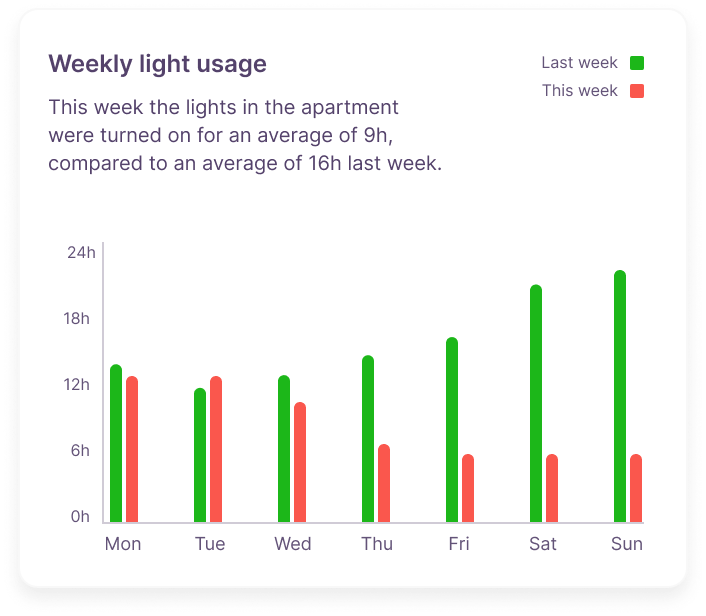 Weekly light usage
Last week
This week
This week the lights in the apartment
were turned on for an average of 9h,
compared to an average of 16h last week.
24h
18h
12h
6h
0h
Mon Tue Wed Thu Fri Sat Sun